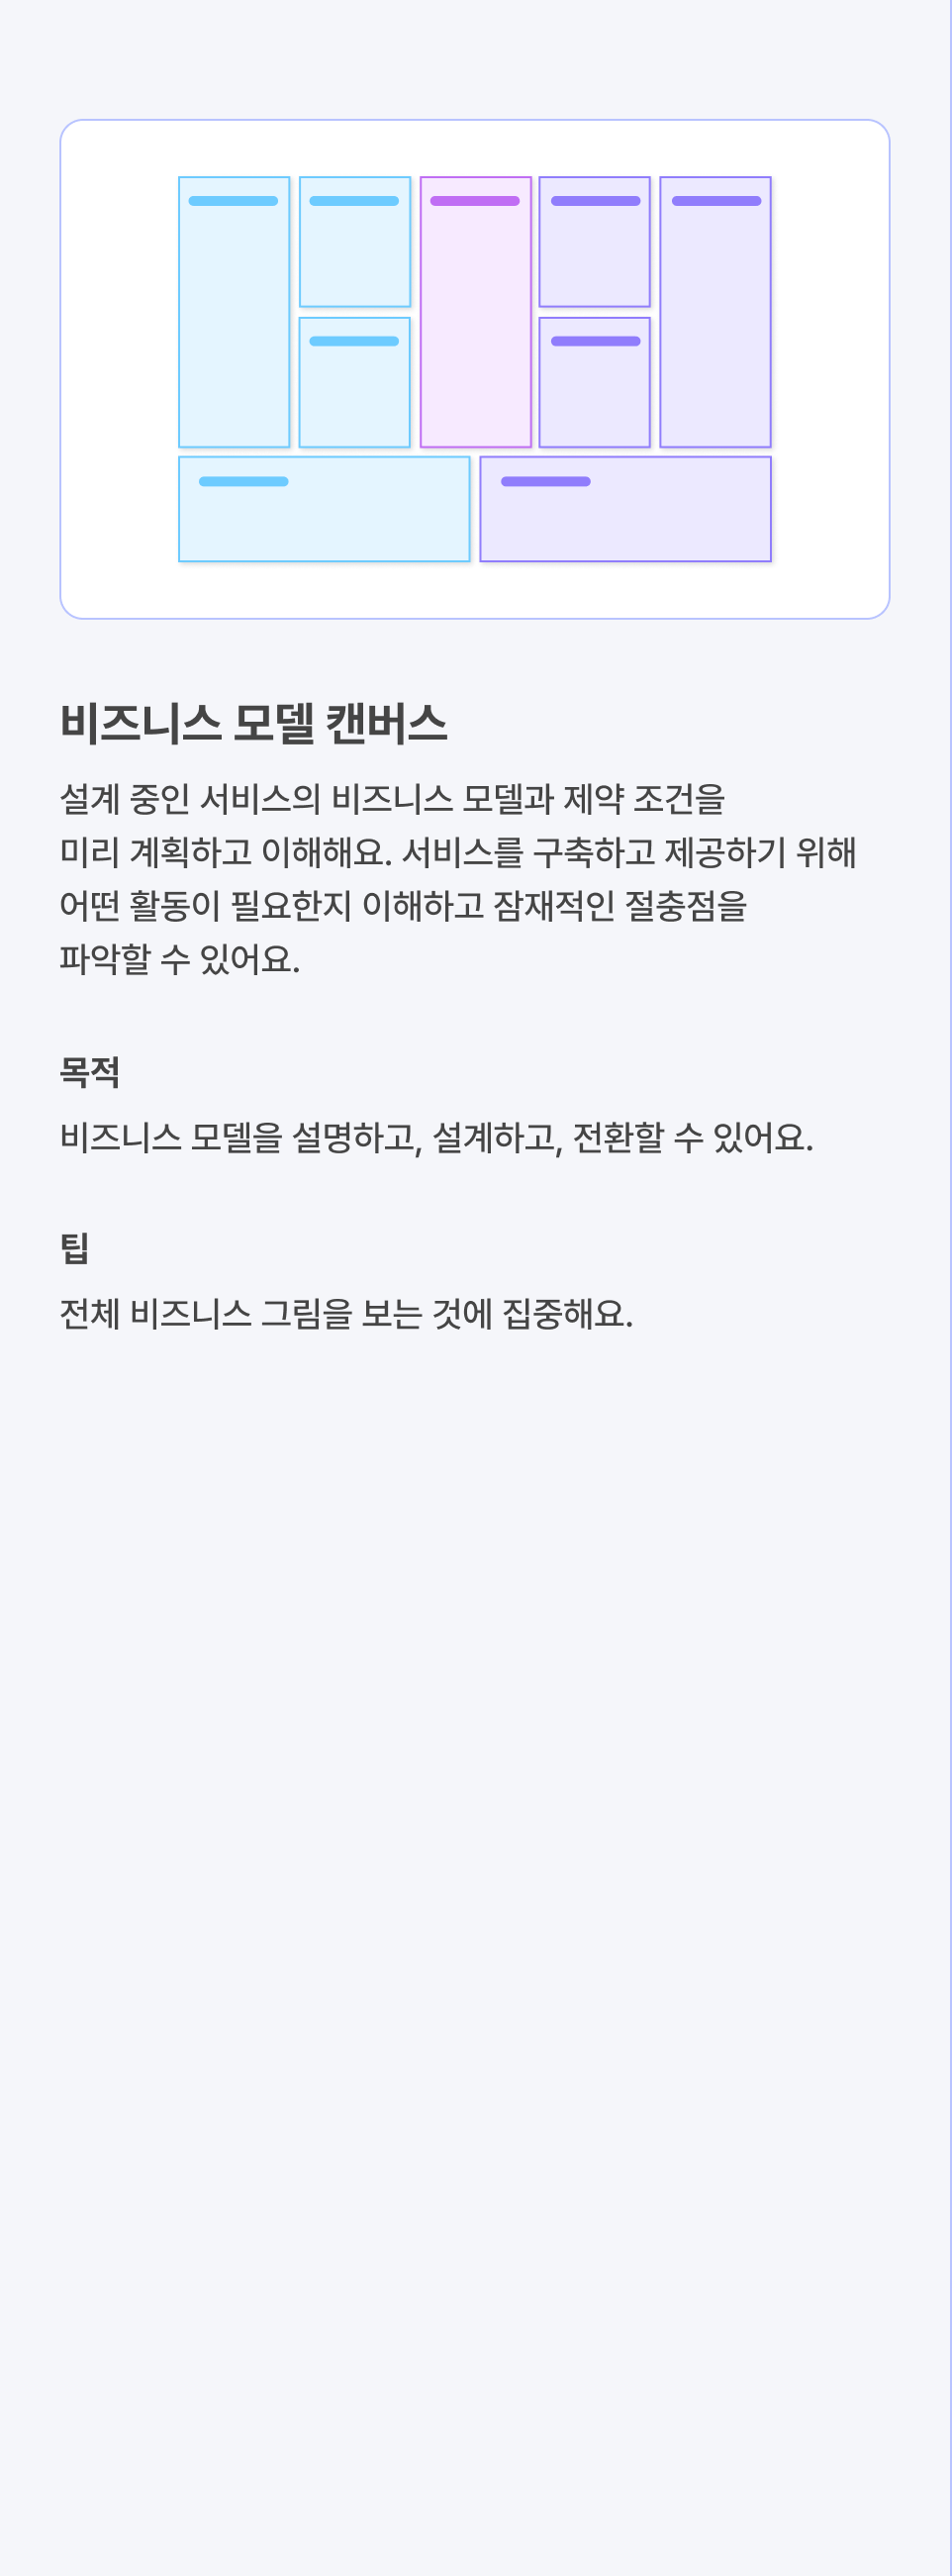 비즈니스 모델 캔버스
설계 중인 서비스의 비즈니스 모델과 제약 조건을
미리 계획하고 이해해요. 서비스를 구축하고 제공하기 위해
어떤 활동이 필요한지 이해하고 잠재적인 절충점을
파악할 수 있어요.
목적
비즈니스 모델을 설명하고, 설계하고, 전환할 수 있어요.
팁
전체 비즈니스 그림을 보는 것에 집중해요.